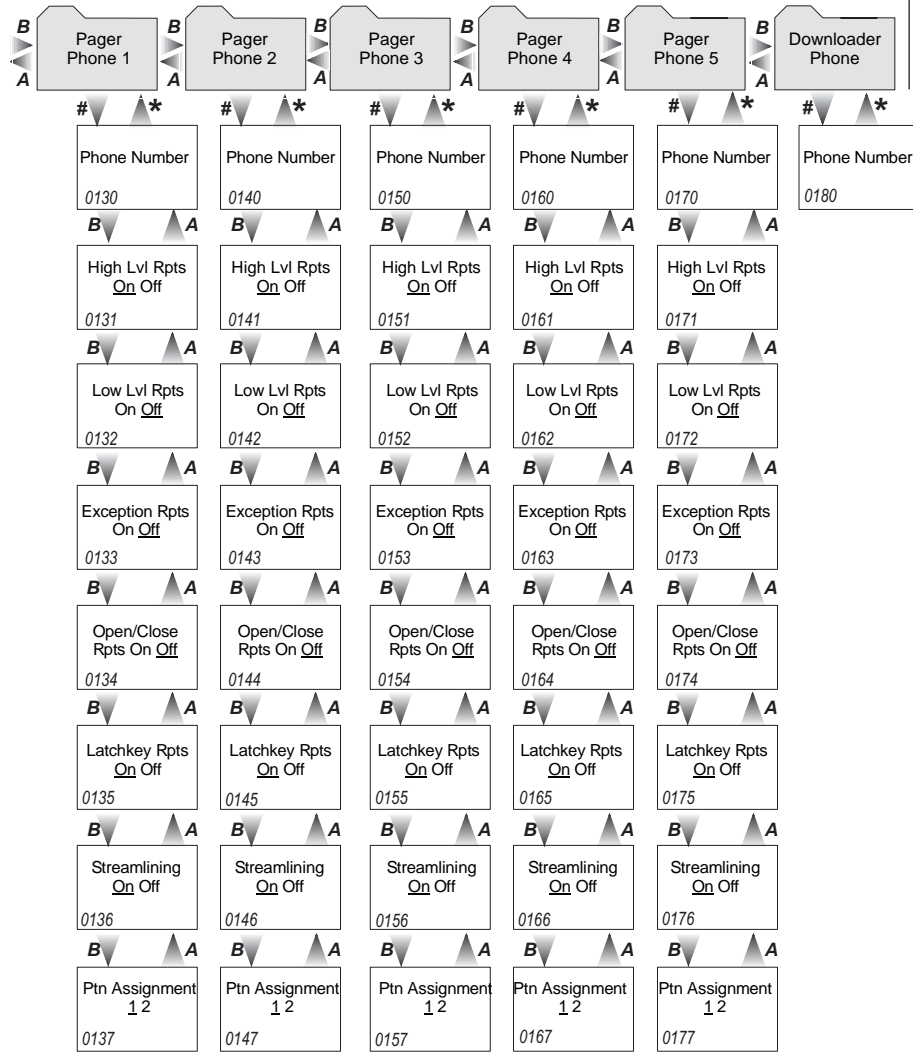 B Pager Phone 1 B Pager Phone 2 B Pager Phone 3 B Pager Phone 4 B Pager Phone 5 B Downloader Phone
A A A A A A
# * # * # * # * # * # *
Phone Number Phone Number Phone Number Phone Number Phone Number Phone Number
0130 0140 0150 0160 0170 0180
B A B A B A B A B A
High Lvl Rpts High Lvl Rpts High Lvl Rpts High Lvl Rpts High Lvl Rpts
On Off On Off On Off On Off On Off
0131 0141 0151 0161 0171
B A B A B A B A B A
Low Lvl Rpts Low Lvl Rpts Low Lvl Rpts Low Lvl Rpts Low Lvl Rpts
On Off On Off On Off On Off On Off
0132 0142 0152 0162 0172
B A B A B A B A B A
Exception Rpts Exception Rpts Exception Rpts Exception Rpts Exception Rpts
On Off On Off On Off On Off On Off
0133 0143 0153 0163 0173
B A B A B A B A B A
Open/Close Open/Close Open/Close Open/Close Open/Close
Rpts On Off Rpts On Off Rpts On Off Rpts On Off Rpts On Off
0134 0144 0154 0164 0174
B A B A B A B A B A
Latchkey Rpts Latchkey Rpts Latchkey Rpts Latchkey Rpts Latchkey Rpts
On Off On Off On Off On Off On Off
0135 0145 0155 0165 0175
B A B A B A B A B A
Streamlining Streamlining Streamlining Streamlining Streamlining
On Off On Off On Off On Off On Off
0136 0146 0156 0166 0176
B A B A B A B A B A
Ptn Assignment Ptn Assignment Ptn Assignment Ptn Assignment Ptn Assignment
1 2 1 2 1 2 1 2 1 2
0137 0147 0157 0167 0177